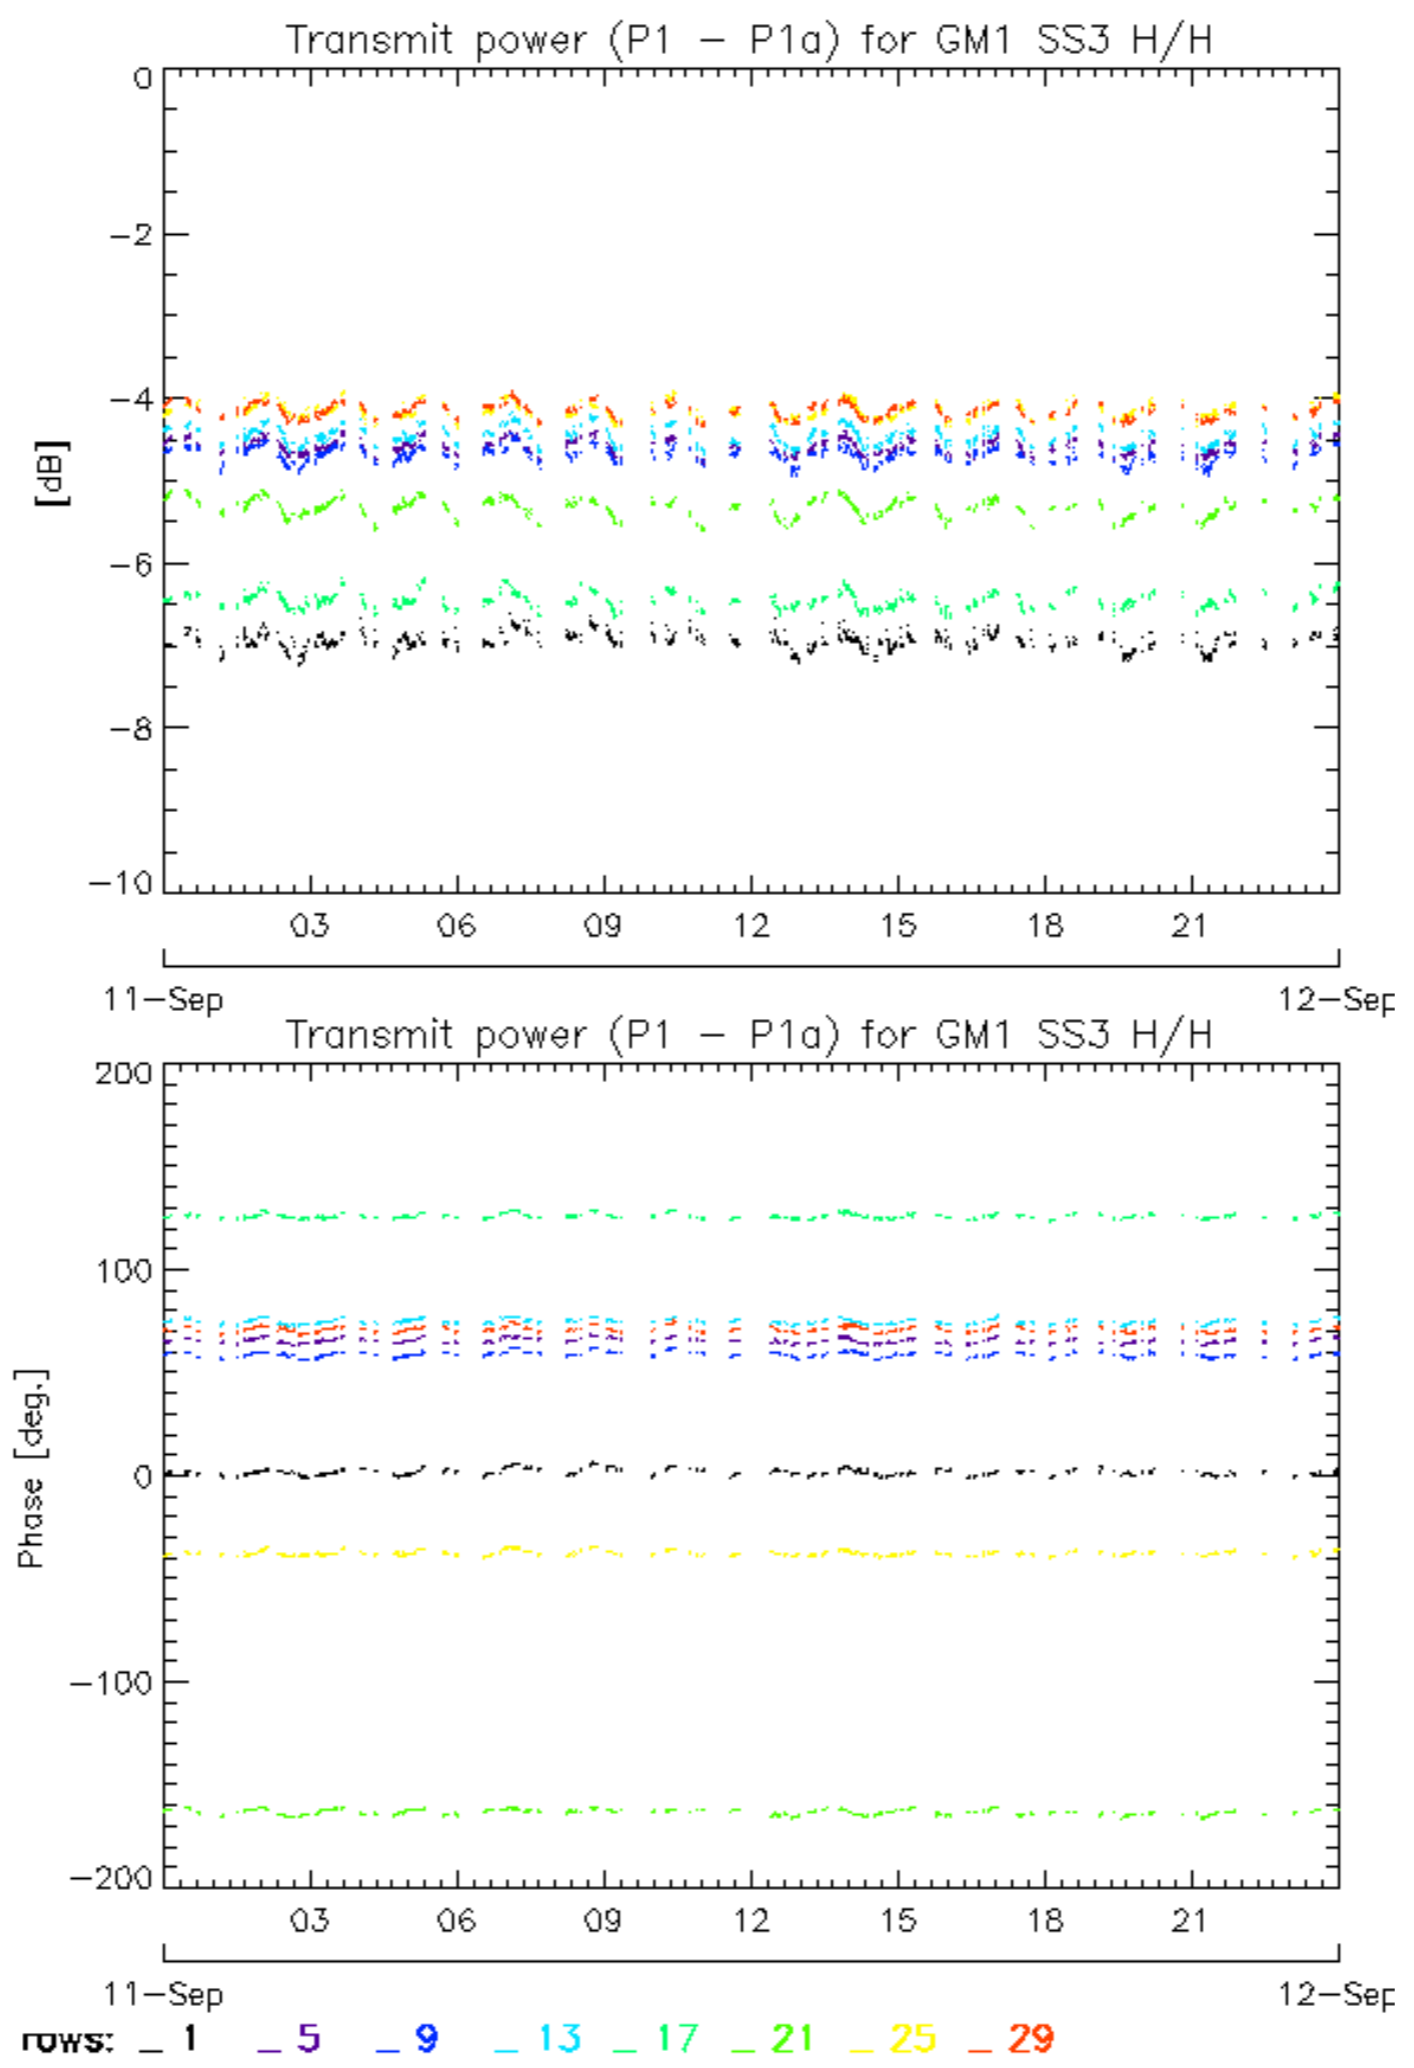 Transmit power (P1 − P1a) for GM1 SS3 H/H
0
−2
−4
−6
−8
−10
[dB]
03 06 09 12 15 18 21
11−Sep 12−Sep
Transmit power (P1 − P1a) for GM1 SS3 H/H
200
100
0
−100
−200
Phase [deg.]
03 06 09 12 15 18 21
11−Sep 12−Sep
rows: _ 1 _ 5 _ 9 _ 13 _ 17 _ 21 _ 25 _ 29